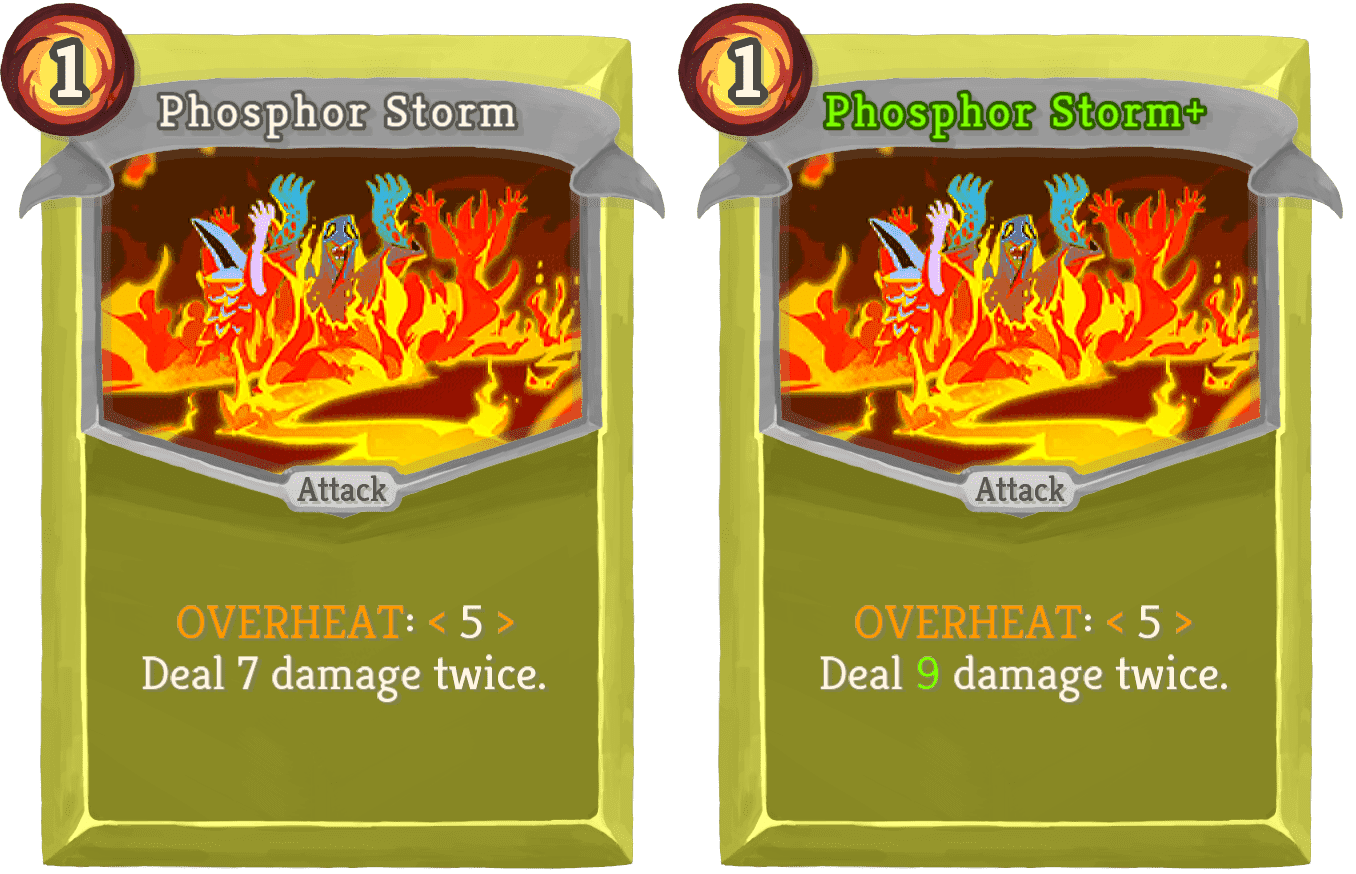 1
Phosphor Storm
Attack
OVERHEAT: < 5 >
Deal 7 damage twice.
1
Phosphor Storm+
Attack
OVERHEAT: < 5 >
Deal 9 damage twice.